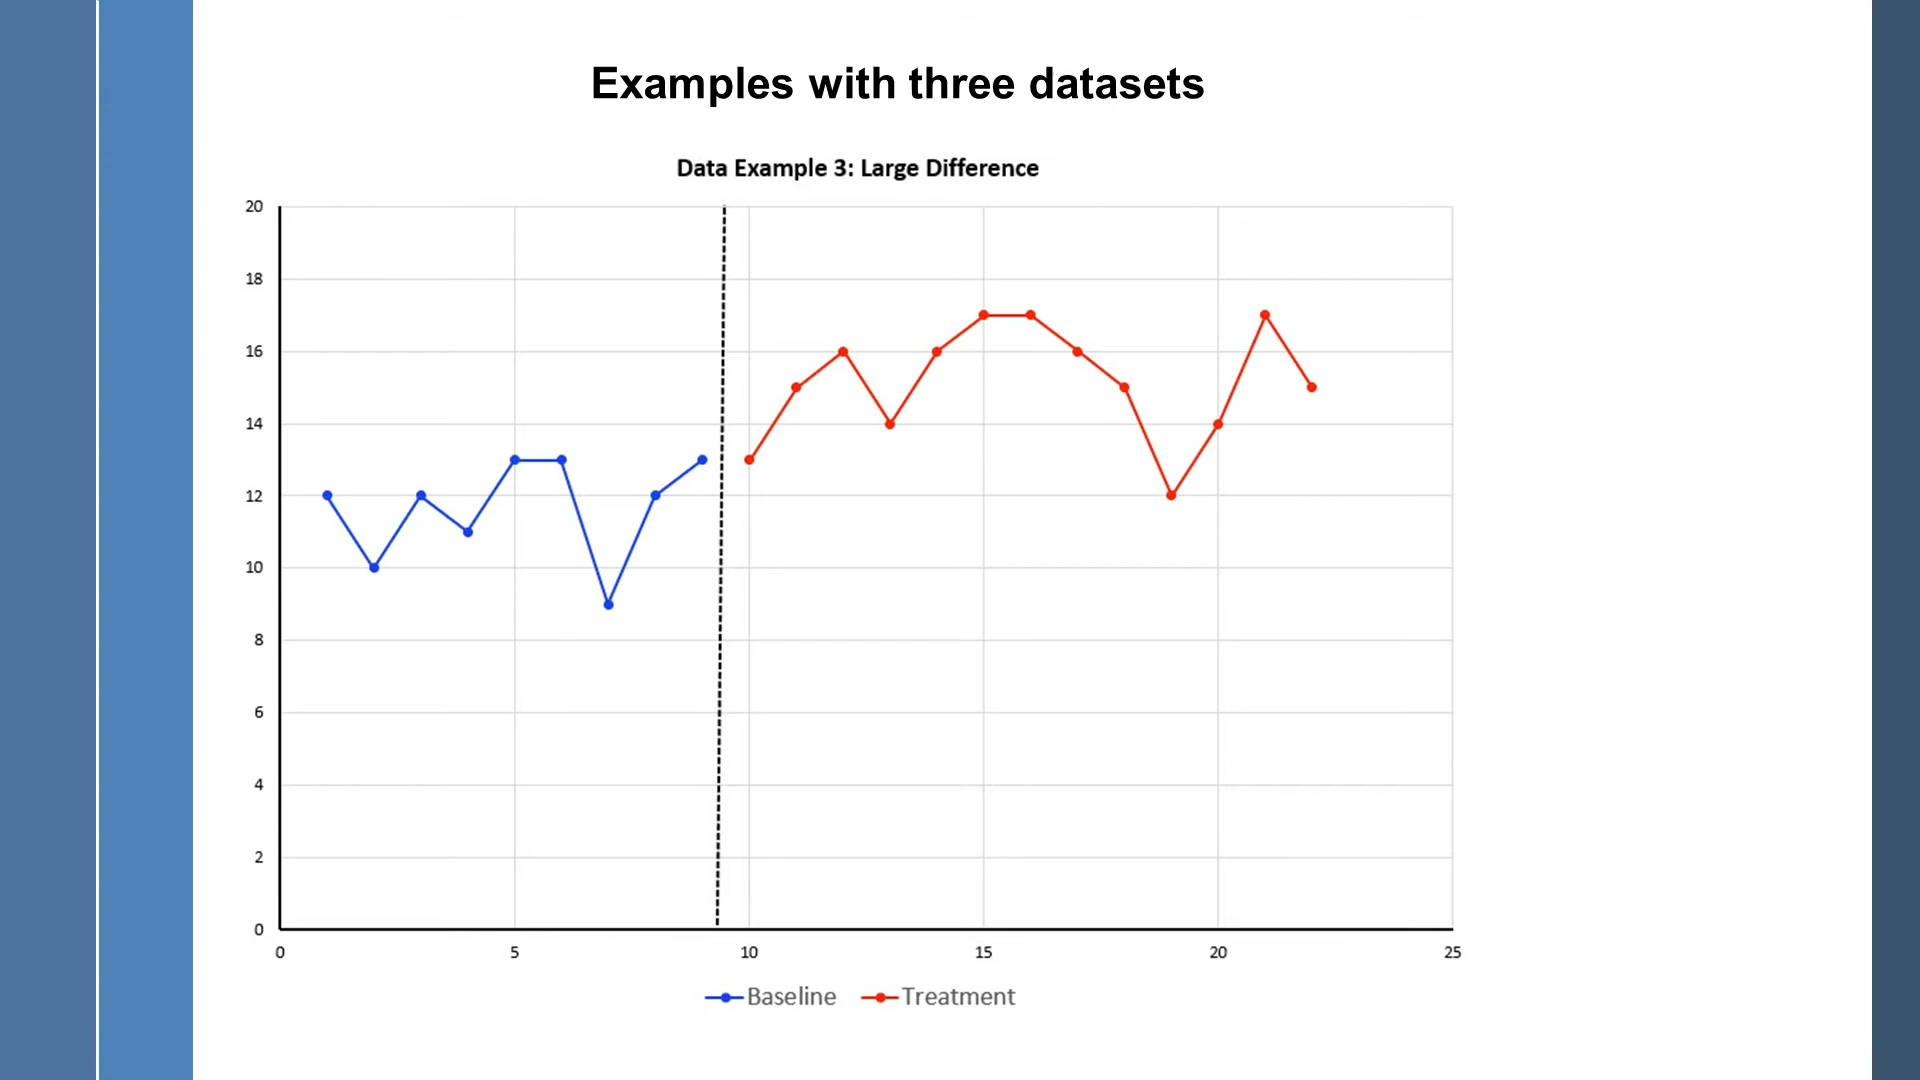 Examples with three datasets
Data Example 3: Large Difference
20
18
16
14
12
10
8
6
4
2
0
0 5 10 15 20 25
Baseline Treatment